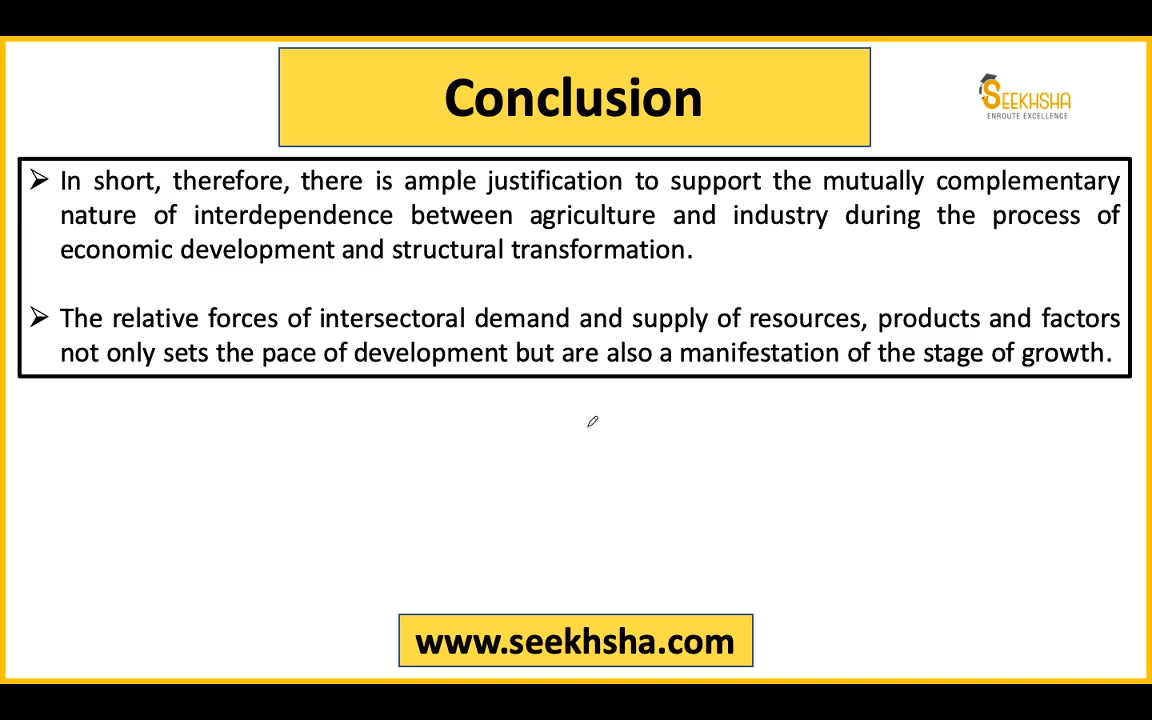 Conclusion
SEEKHSHA
ENROUTE EXCELLENCE
➢ In short, therefore, there is ample justification to support the mutually complementary
nature of interdependence between agriculture and industry during the process of
economic development and structural transformation.
➢ The relative forces of intersectoral demand and supply of resources, products and factors
not only sets the pace of development but are also a manifestation of the stage of growth.
www.seekhsha.com